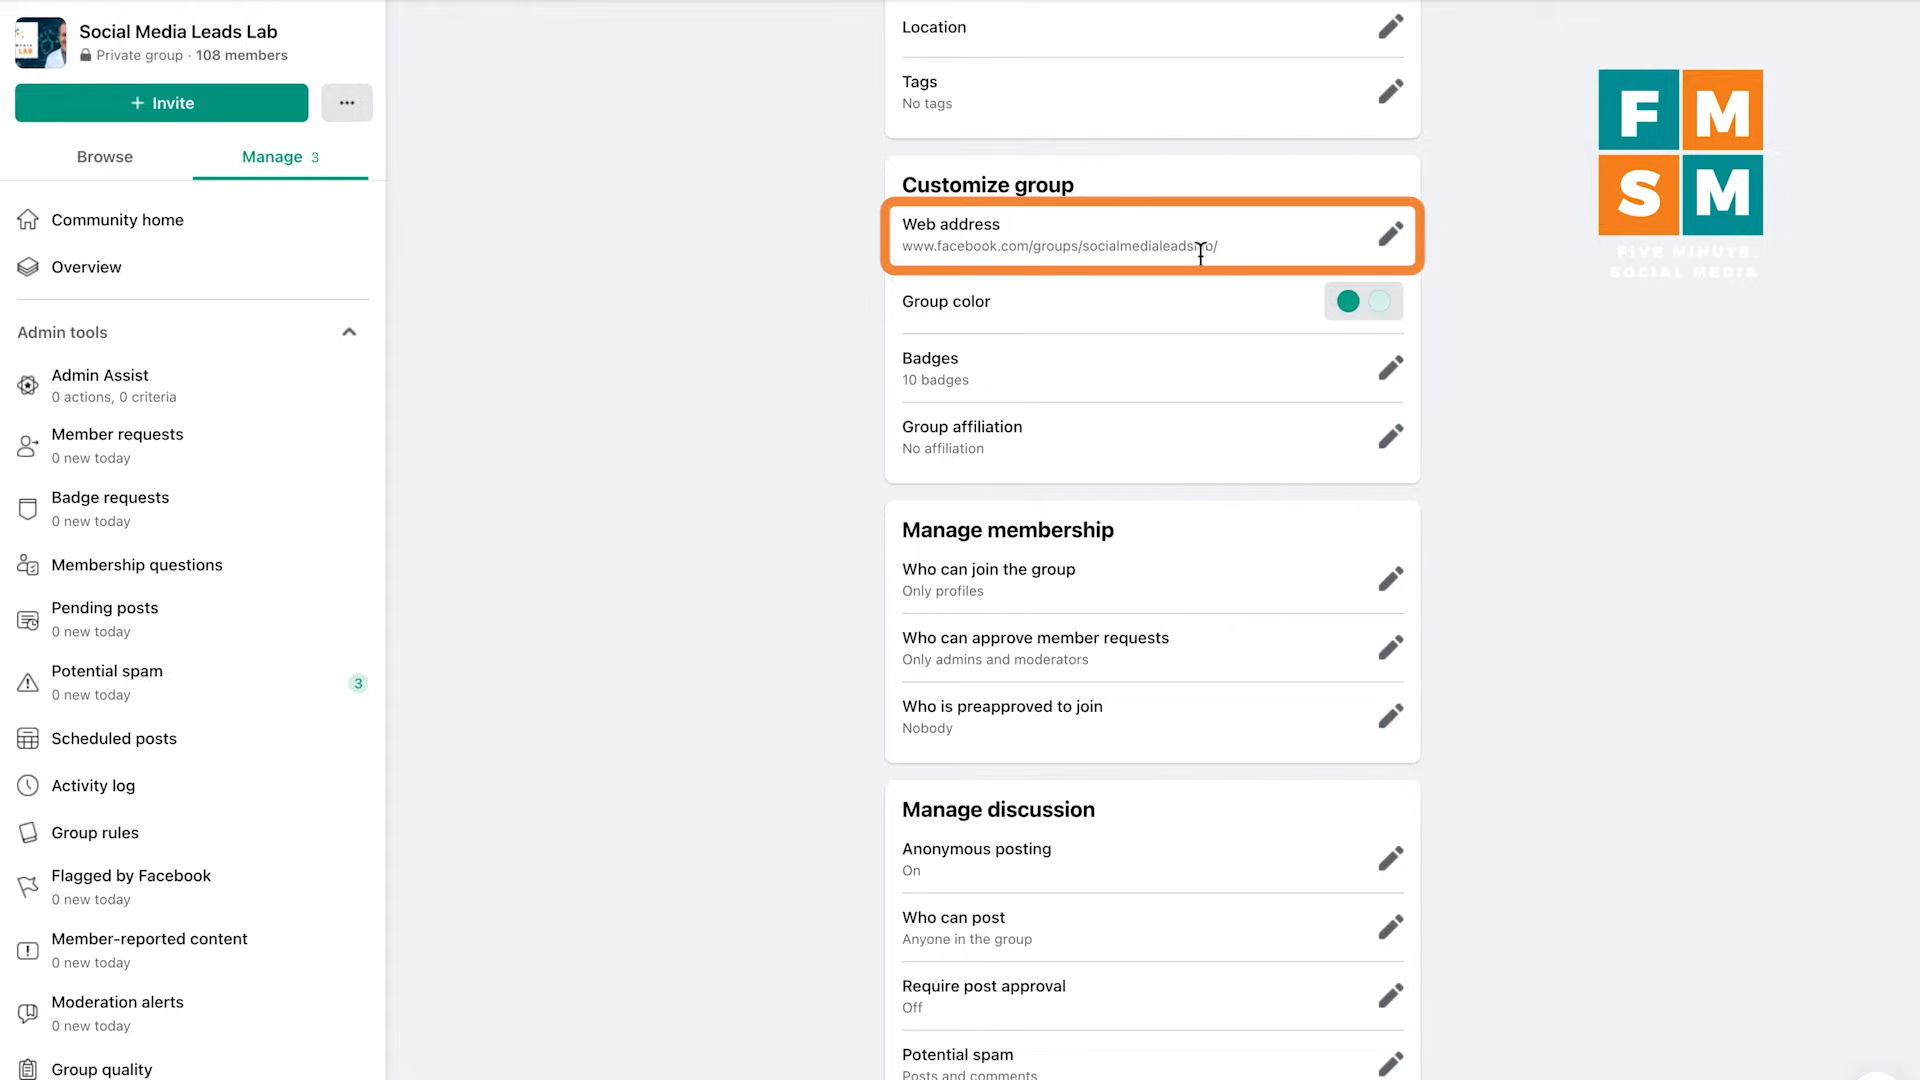 Social Media Leads Lab
Private group · 108 members
+ Invite
...
Browse
Manage 3
Community home
Overview
Admin tools
Admin Assist
0 actions, 0 criteria
Member requests
0 new today
Badge requests
0 new today
Membership questions
Pending posts
0 new today
Potential spam
0 new today
3
Scheduled posts
Activity log
Group rules
Flagged by Facebook
0 new today
Member-reported content
0 new today
Moderation alerts
0 new today
Group quality
Location
Tags
No tags
Customize group
Web address
Group color
Badges
10 badges
Group affiliation
No affiliation
Manage membership
Who can join the group
Only profiles
Who can approve member requests
Only admins and moderators
Who is preapproved to join
Nobody
Manage discussion
Anonymous posting
On
Who can post
Anyone in the group
Require post approval
Off
Potential spam
Posts and comments
F M
S M
FIVE MINUTE
SOCIAL MEDIA